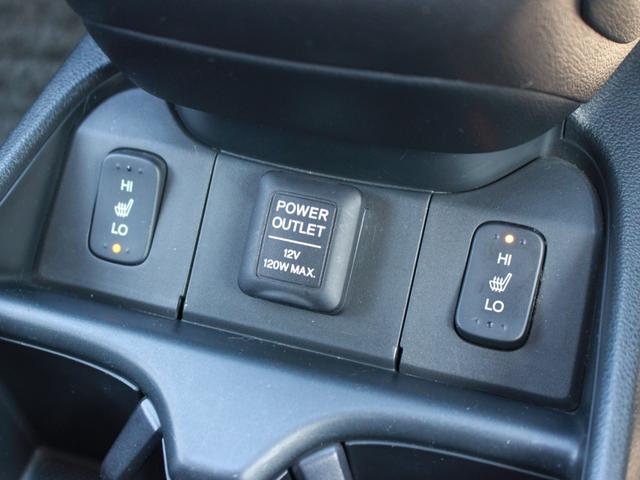 HI
LO
POWER
OUTLET
12V
120W MAX.
HI
LO